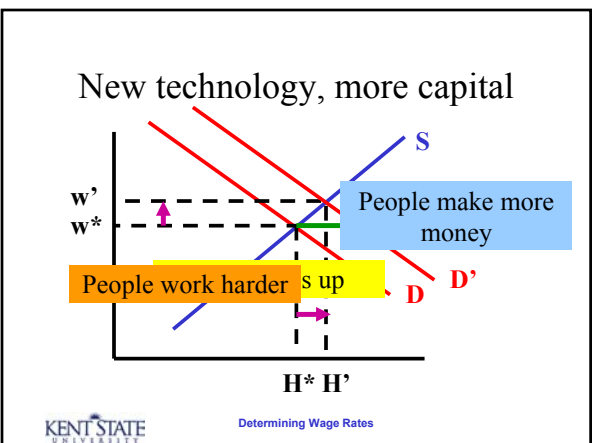 New technology, more capital
S
w’
People make more
money
w*
People work harder
s up
D
D’
H* H’
KENT STATE
UNIVERSITY
Determining Wage Rates